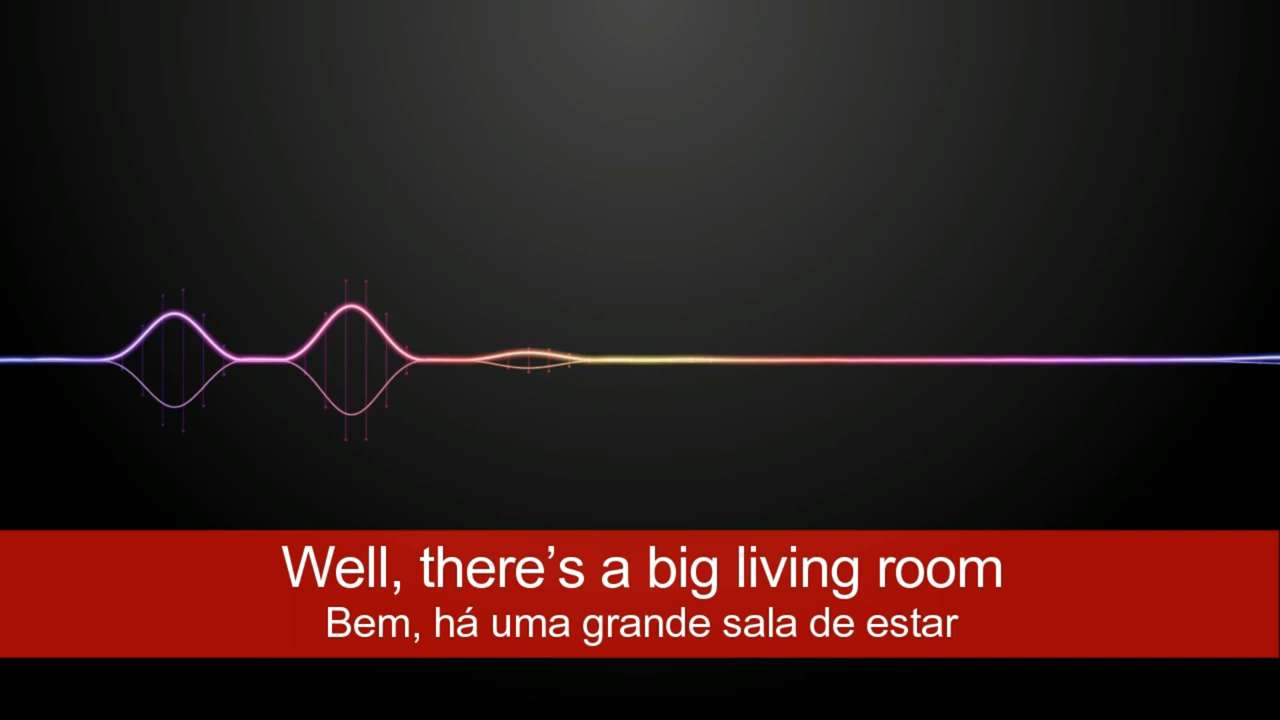 Well, there’s a big living room
Bem, há uma grande sala de estar